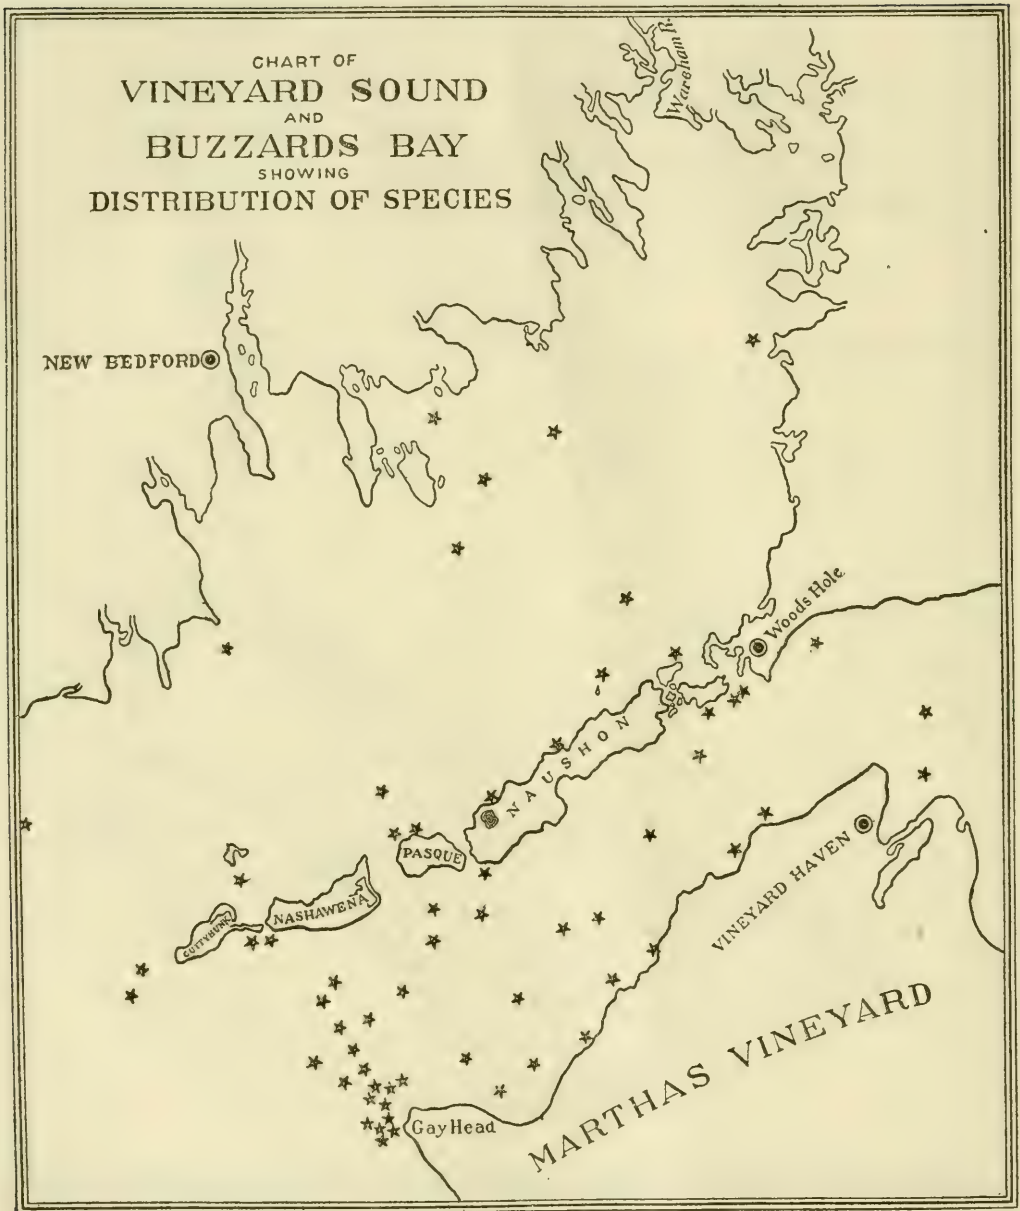 CHART OF
VINEYARD SOUND
AND
BUZZARDS BAY
SHOWING
DISTRIBUTION OF SPECIES
Wareham R.
NEW BEDFORD
Woods Hole
NAUSHON
PASQUE
NASHAWENA
CUTTYHUNK
VINEYARD HAVEN
MARTHAS VINEYARD
Gay Head